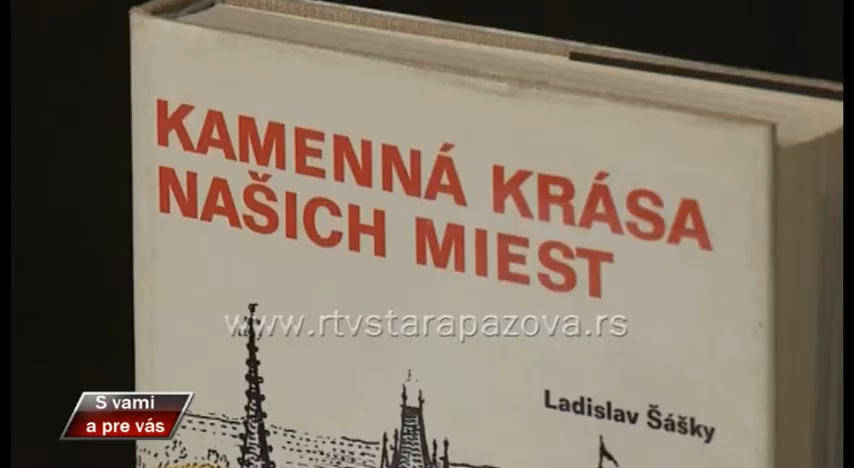 KAMENNÁ KRÁSA
NAŠICH MIEST
www.rtvstarapazova.rs
Ladislav Šášky
S vami
a pre vás